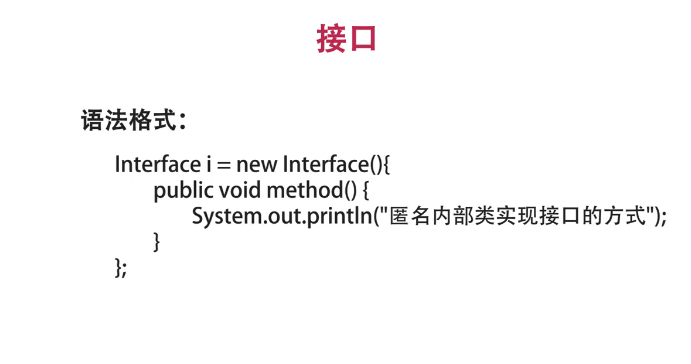 接口
语法格式：
Interface i = new Interface(){
public void method() {
System.out.println("匿名内部类实现接口的方式");
}
};